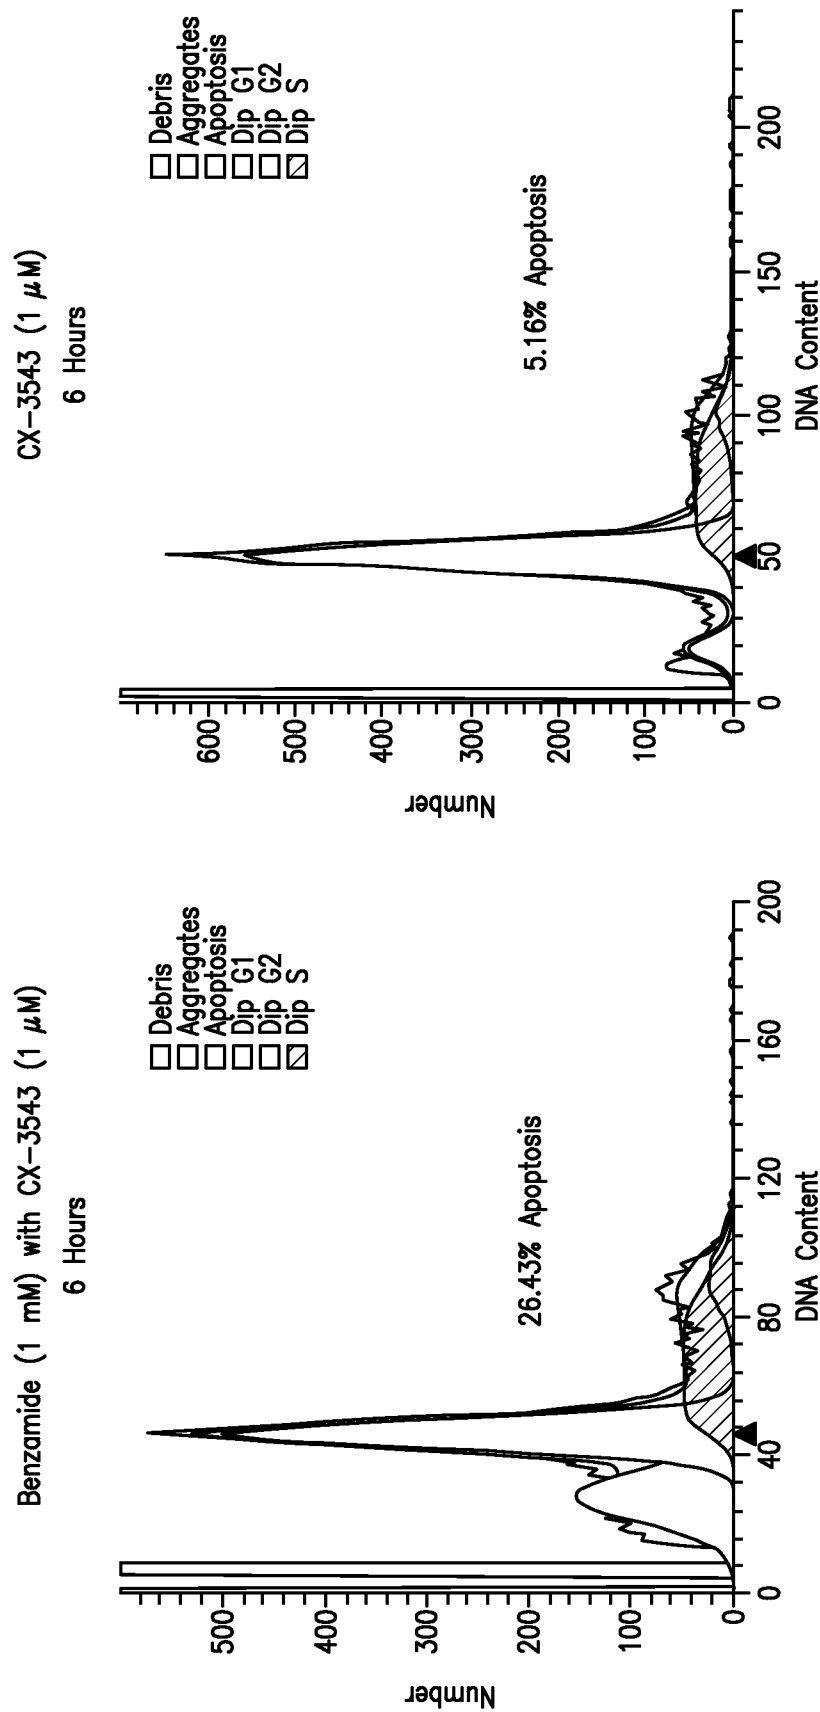 Benzamide (1 mM) with CX-3543 (1 μM)
6 Hours
Debris
Aggregates
Apoptosis
Dip G1
Dip G2
Dip S
26.43% Apoptosis
Number
500
400
300
200
100
0
0 40 80 120 160 200
DNA Content
CX-3543 (1 μM)
6 Hours
Debris
Aggregates
Apoptosis
Dip G1
Dip G2
Dip S
5.16% Apoptosis
Number
600
500
400
300
200
100
0
0 50 100 150 200
DNA Content